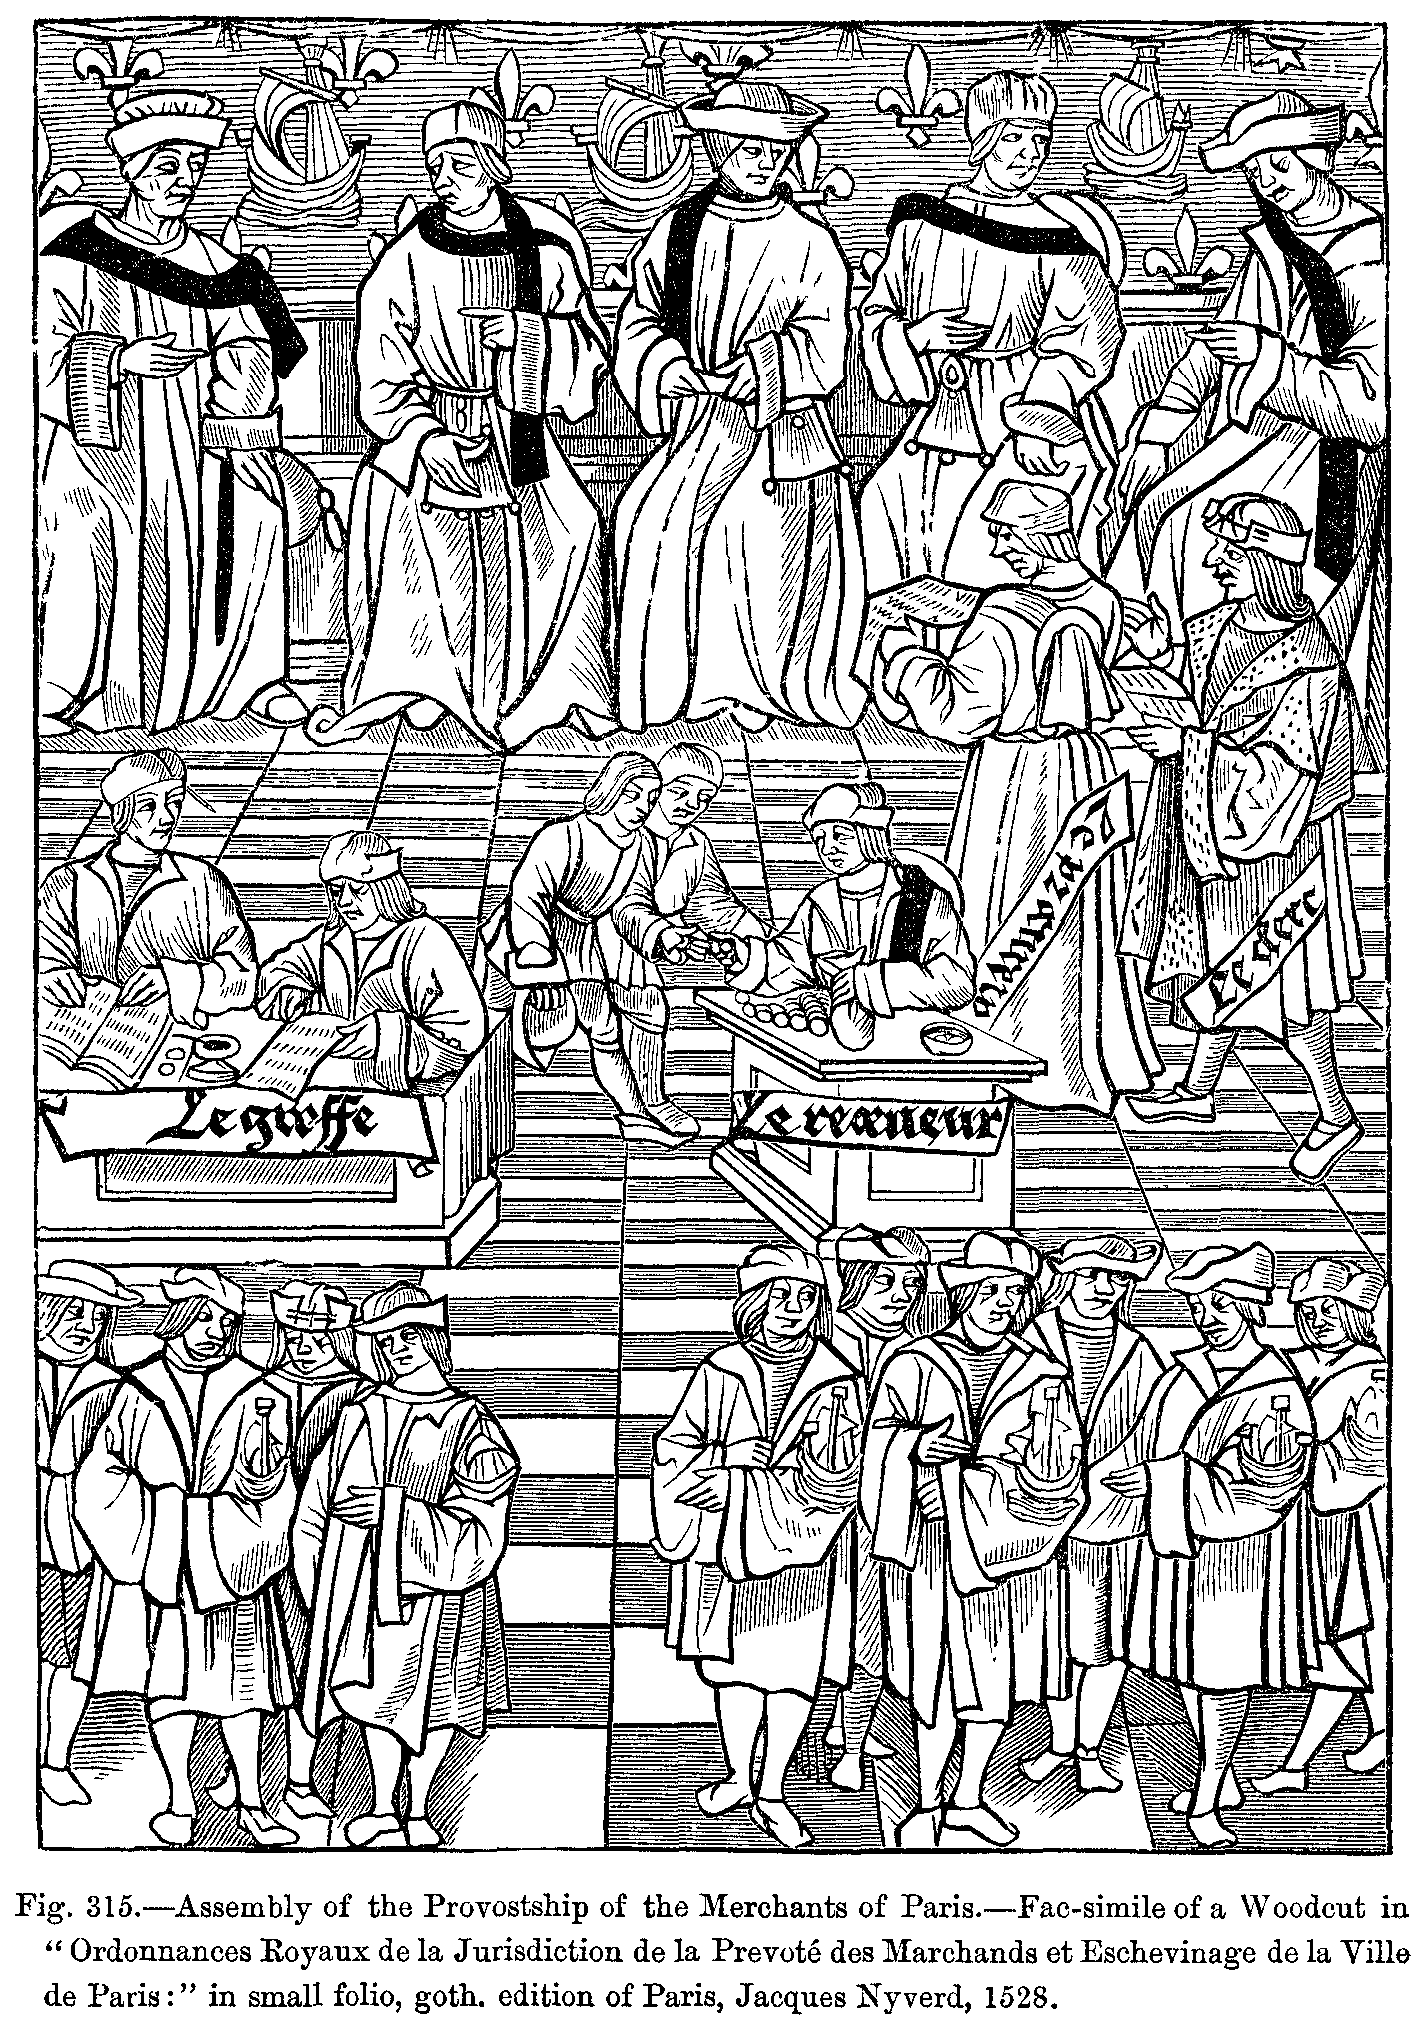 Le clerc
Le greffe
Le receueur
Fig. 315.—Assembly of the Provostship of the Merchants of Paris.—Fac-simile of a Woodcut in
“ Ordonnances Royaux de la Jurisdiction de la Prevoté des Marchands et Eschevinage de la Ville
de Paris:” in small folio, goth. edition of Paris, Jacques Nyverd, 1528.